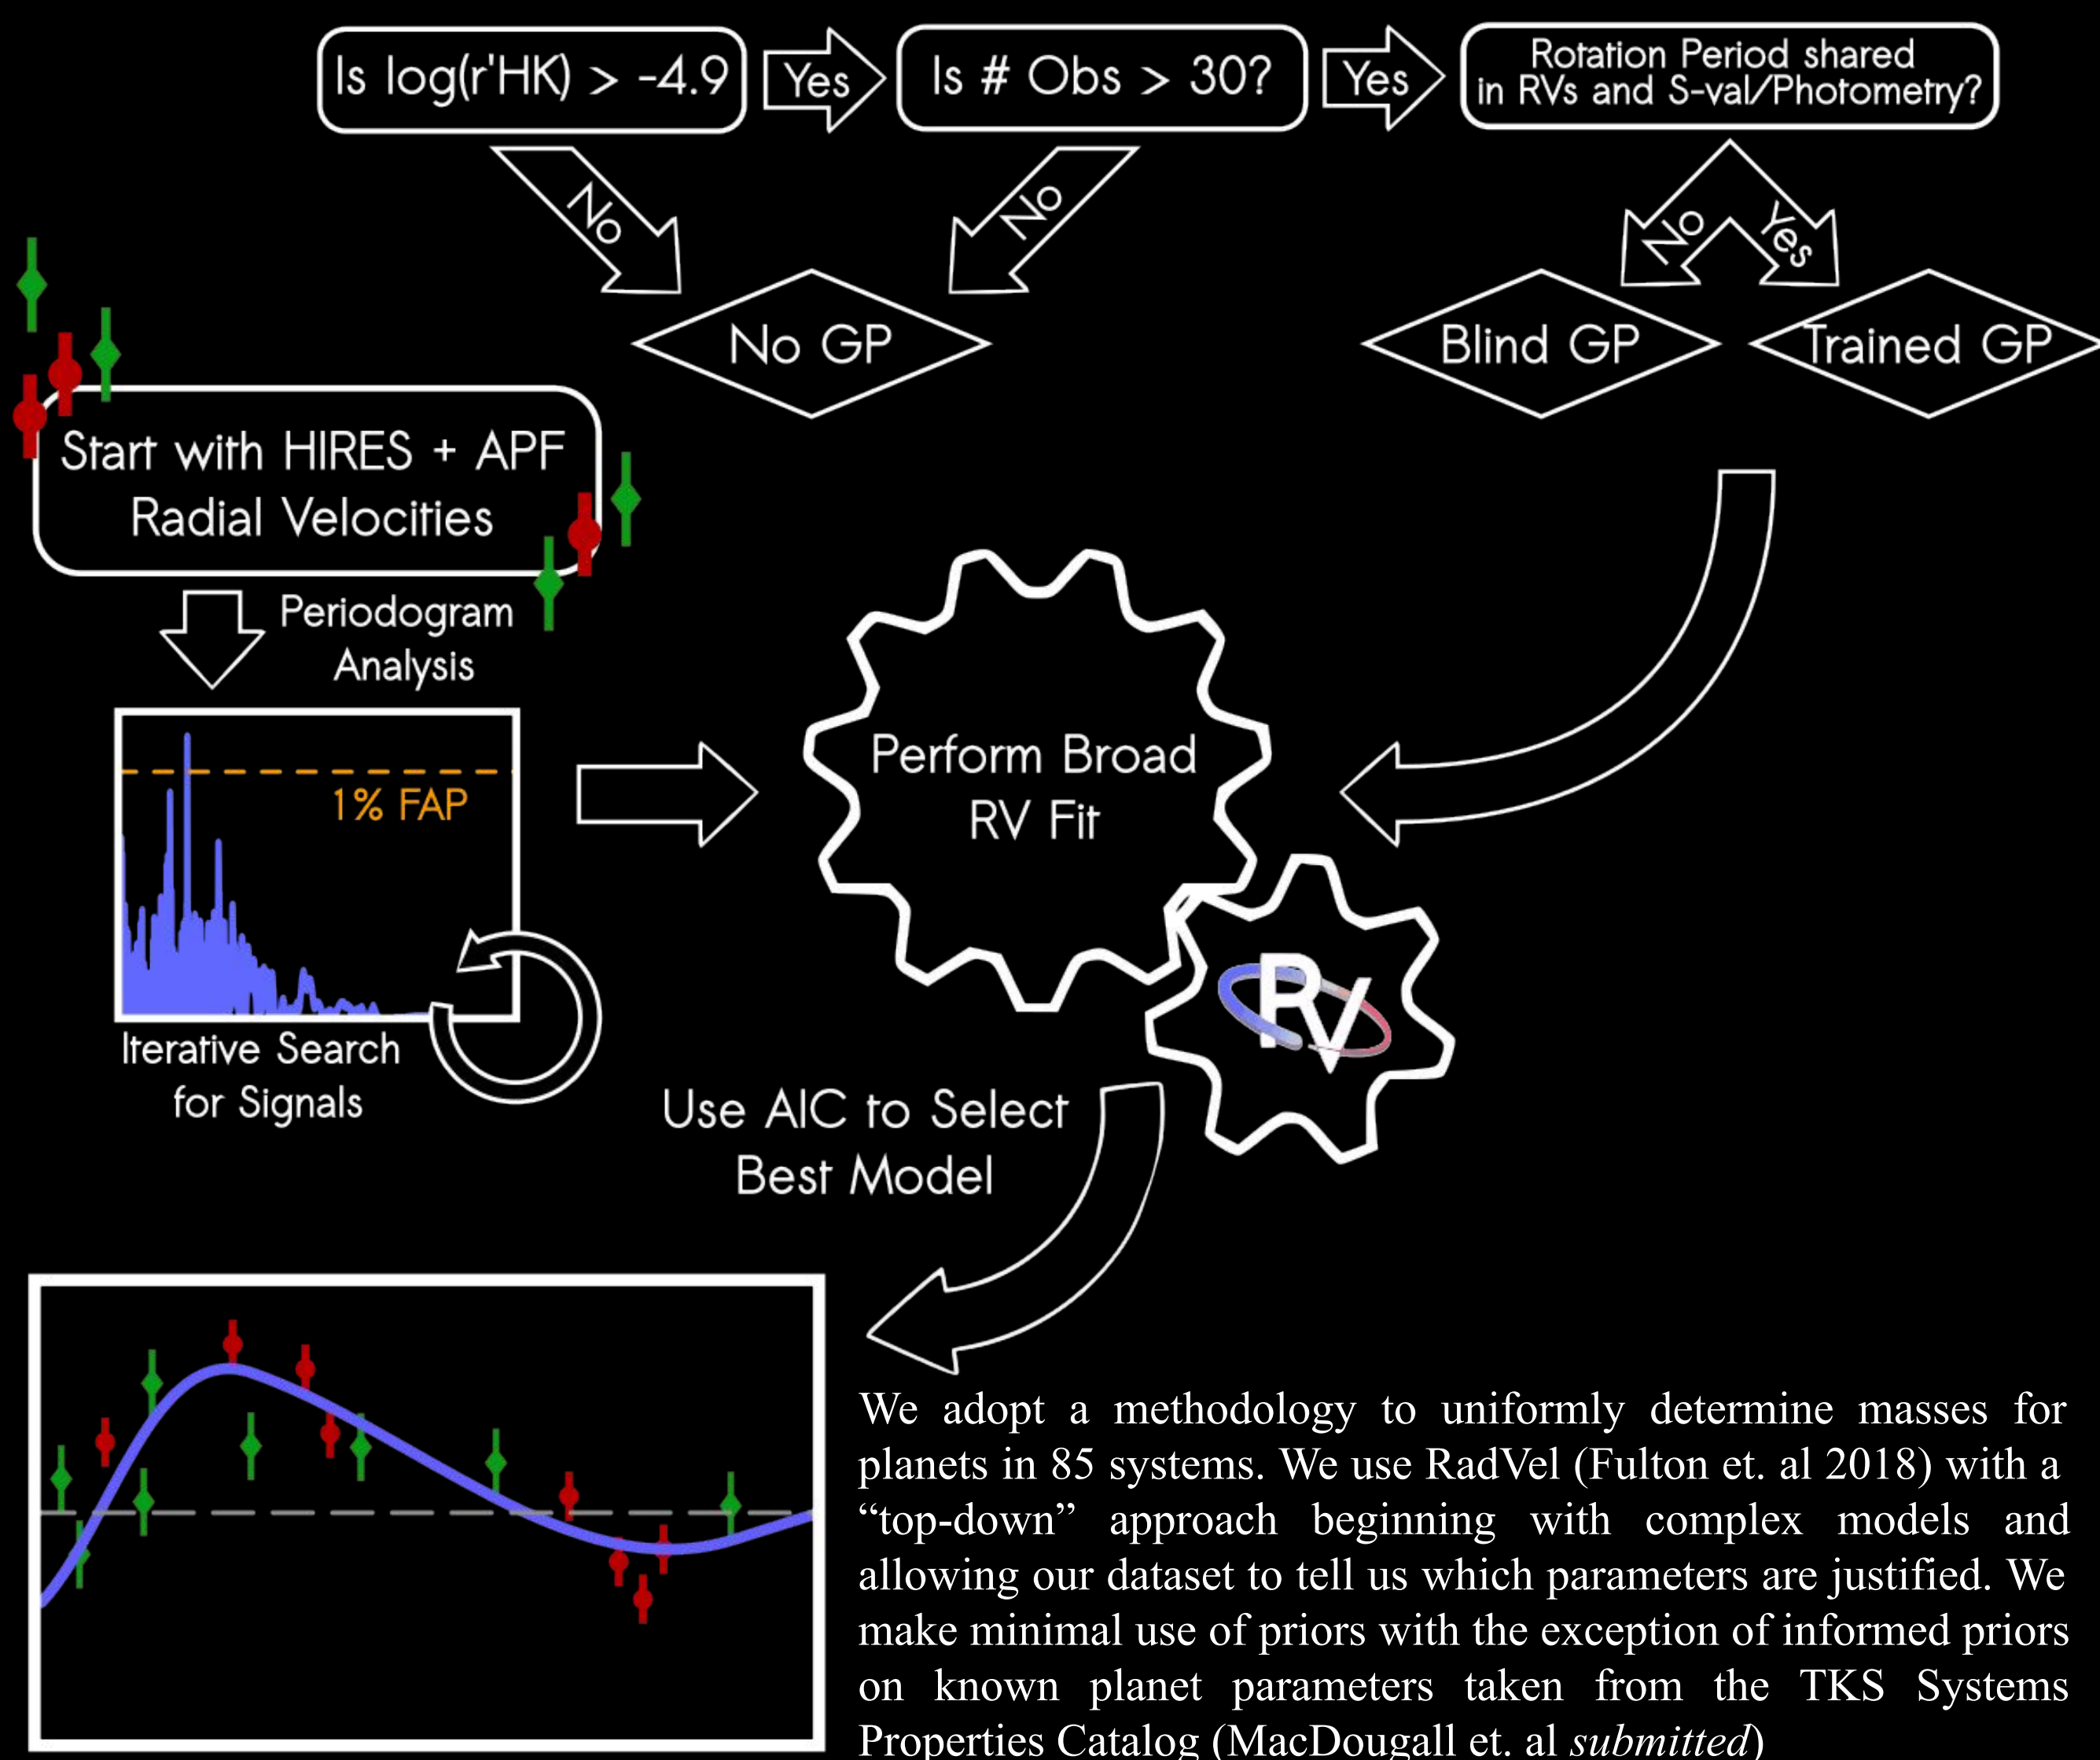 Is log(r'HK) > -4.9
Yes
Is # Obs > 30?
Yes
Rotation Period shared
in RVs and S-val/Photometry?
No
No
No
Yes
No GP
Blind GP
Trained GP
Start with HIRES + APF
Radial Velocities
Periodogram
Analysis
1% FAP
Iterative Search
for Signals
Perform Broad
RV Fit
RV
Use AIC to Select
Best Model
We adopt a methodology to uniformly determine masses for
planets in 85 systems. We use RadVel (Fulton et. al 2018) with a
“top-down” approach beginning with complex models and
allowing our dataset to tell us which parameters are justified. We
make minimal use of priors with the exception of informed priors
on known planet parameters taken from the TKS Systems
Properties Catalog (MacDougall et. al submitted)